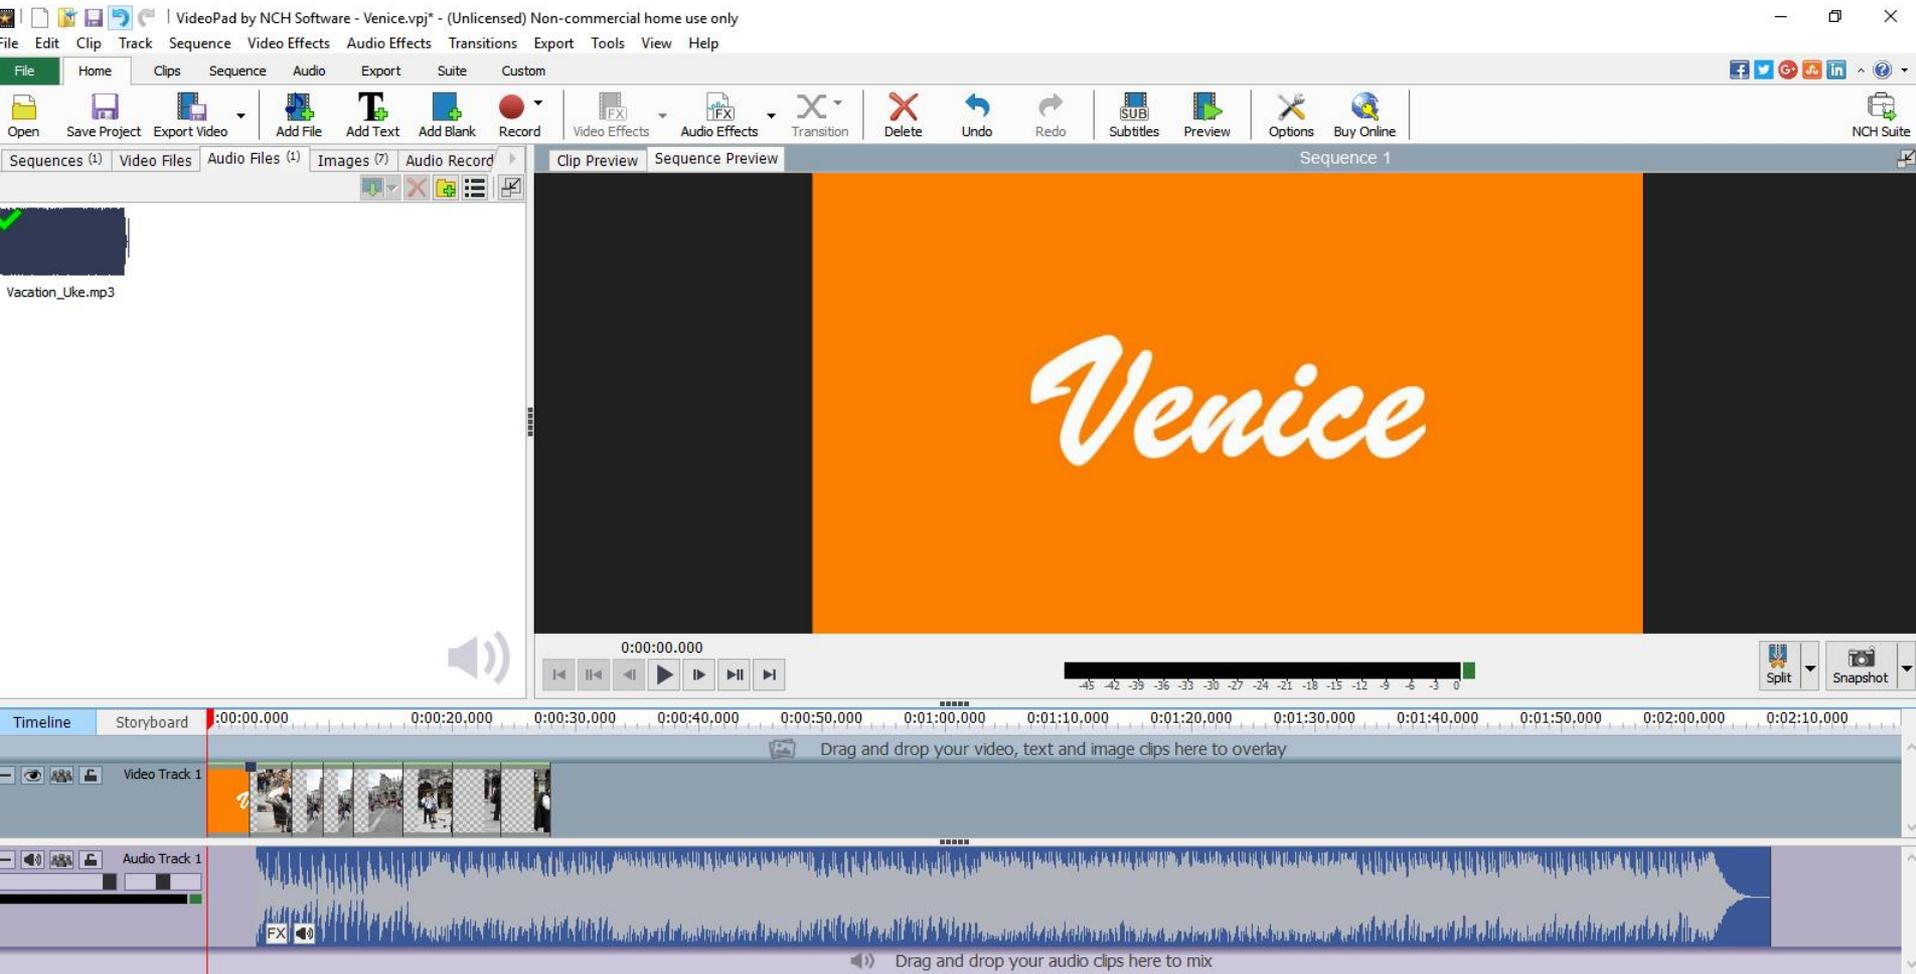 VideoPad by NCH Software - Venice.vpj* - (Unlicensed) Non-commercial home use only
File Edit Clip Track Sequence Video Effects Audio Effects Transitions Export Tools View Help
File Home Clips Sequence Audio Export Suite Custom
Open Save Project Export Video Add File Add Text Add Blank Record Video Effects Audio Effects Transition Delete Undo Redo Subtitles Preview Options Buy Online NCH Suite
Sequences (1) Video Files Audio Files (1) Images (7) Audio Record Clip Preview Sequence Preview Sequence 1
Vacation_Uke.mp3
Venice
0:00:00.000
-45 -42 -39 -36 -33 -30 -27 -24 -21 -18 -15 -12 -9 -6 -3 0
Split Snapshot
Timeline Storyboard :00:00.000 0:00:20.000 0:00:30.000 0:00:40.000 0:00:50.000 0:01:00.000 0:01:10.000 0:01:20.000 0:01:30.000 0:01:40.000 0:01:50.000 0:02:00.000 0:02:10.000
Drag and drop your video, text and image clips here to overlay
Video Track 1
Audio Track 1
FX
Drag and drop your audio clips here to mix